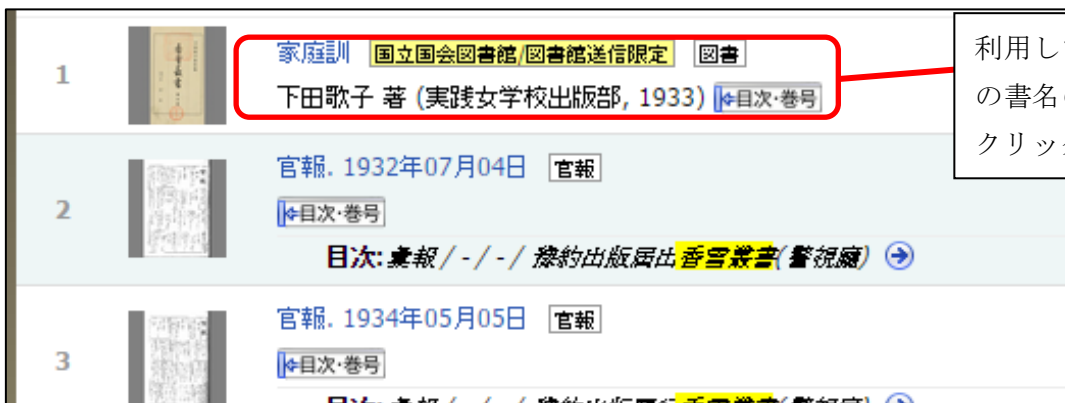 1
家庭訓 国立国会図書館/図書館送信限定 図書
下田歌子 著 (実践女学校出版部, 1933) 目次・巻号
利用し
の書名
クリッ
2
官報. 1932年07月04日 官報
目次・巻号
目次: 彙報 / - / - / 豫約出版届出 香雪叢書(警視廳)
3
官報. 1934年05月05日 官報
目次・巻号